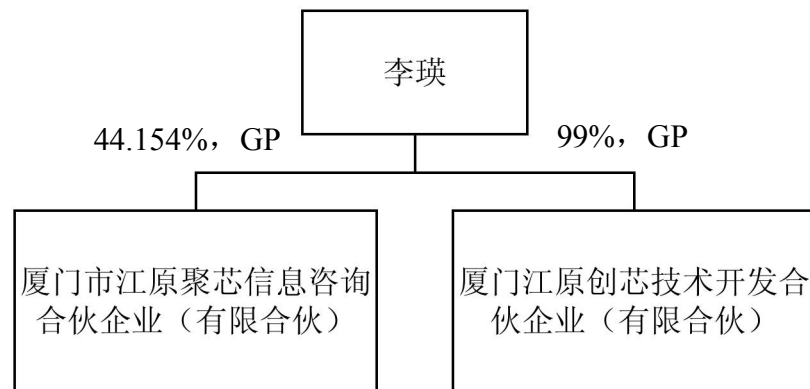 李瑛
44.154%，GP
99%，GP
厦门市江原聚芯信息咨询
合伙企业（有限合伙）
厦门江原创芯技术开发合
伙企业（有限合伙）